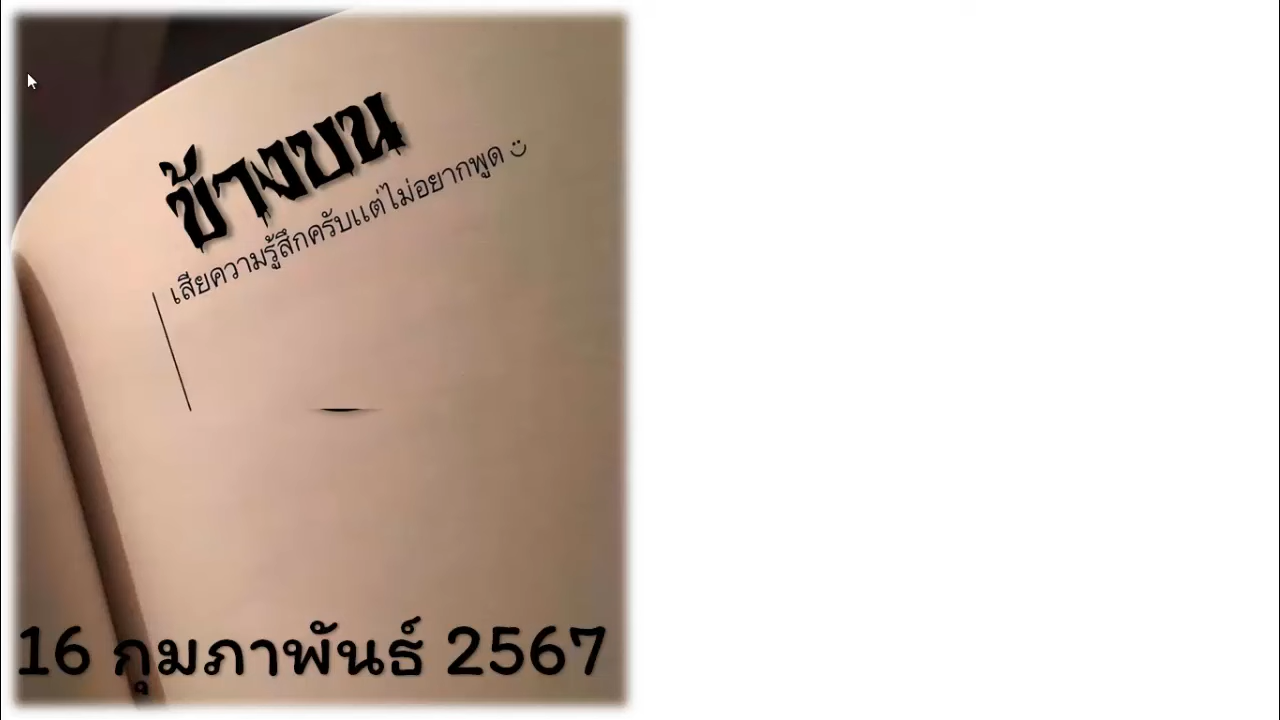 ข้างบน
เสียความรู้สึกครับแต่ไม่อยากพูด
16 กุมภาพันธ์ 2567